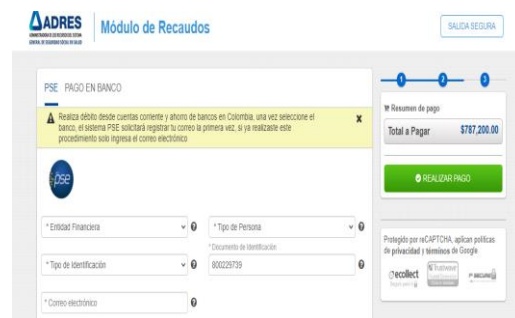 ADRES
Módulo de Recaudos
SALIDA SEGURA
PSE PAGO EN BANCO
Realiza débito desde cuentas corriente y ahorro de bancos en Colombia, una vez seleccione el
banco, el sistema PSE solicitará registrar tu correo la primera vez, si ya realizaste este
procedimiento solo ingresa el correo electrónico
x
pse
* Entidad Financiera
* Tipo de Persona
* Documento de Identificación
* Tipo de Identificación
800229739
* Correo electrónico
1 2 3
Resumen de pago
Total a Pagar $787,200.00
REALIZAR PAGO
Protegido por reCAPTCHA, aplican políticas
de privacidad y términos de Google.
ecollect
Trustwave